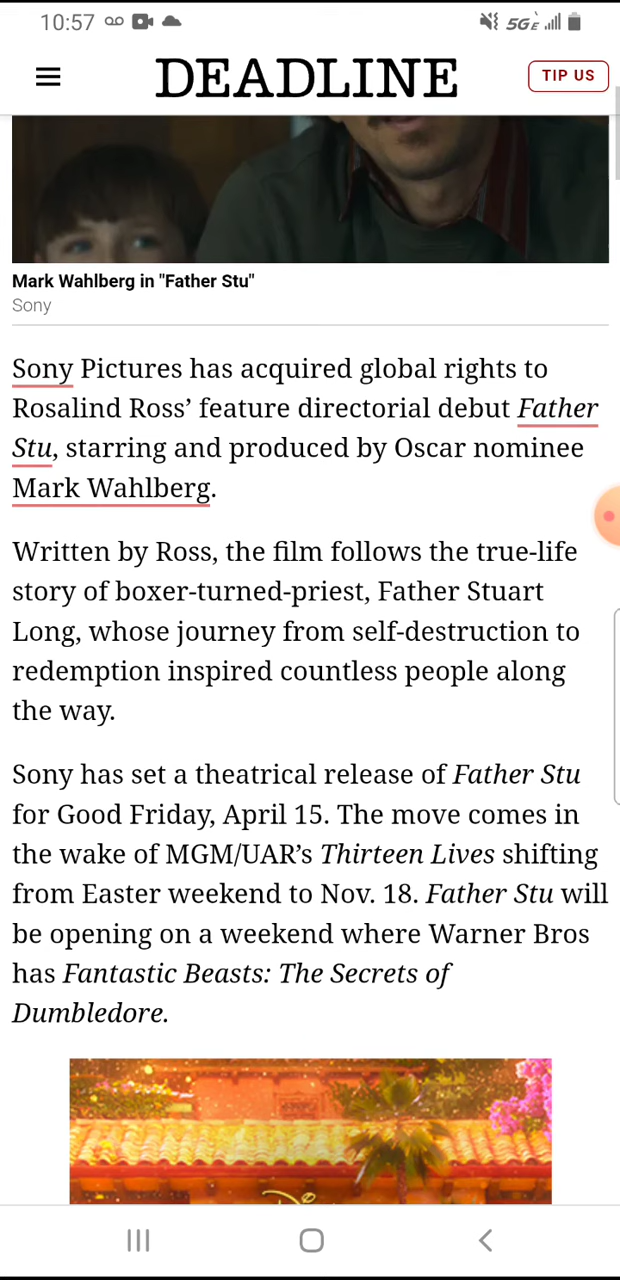 10:57
5GE
DEADLINE
TIP US
Mark Wahlberg in "Father Stu"
Sony
Sony Pictures has acquired global rights to
Rosalind Ross’ feature directorial debut Father
Stu, starring and produced by Oscar nominee
Mark Wahlberg.
Written by Ross, the film follows the true-life
story of boxer-turned-priest, Father Stuart
Long, whose journey from self-destruction to
redemption inspired countless people along
the way.
Sony has set a theatrical release of Father Stu
for Good Friday, April 15. The move comes in
the wake of MGM/UAR’s Thirteen Lives shifting
from Easter weekend to Nov. 18. Father Stu will
be opening on a weekend where Warner Bros
has Fantastic Beasts: The Secrets of
Dumbledore.